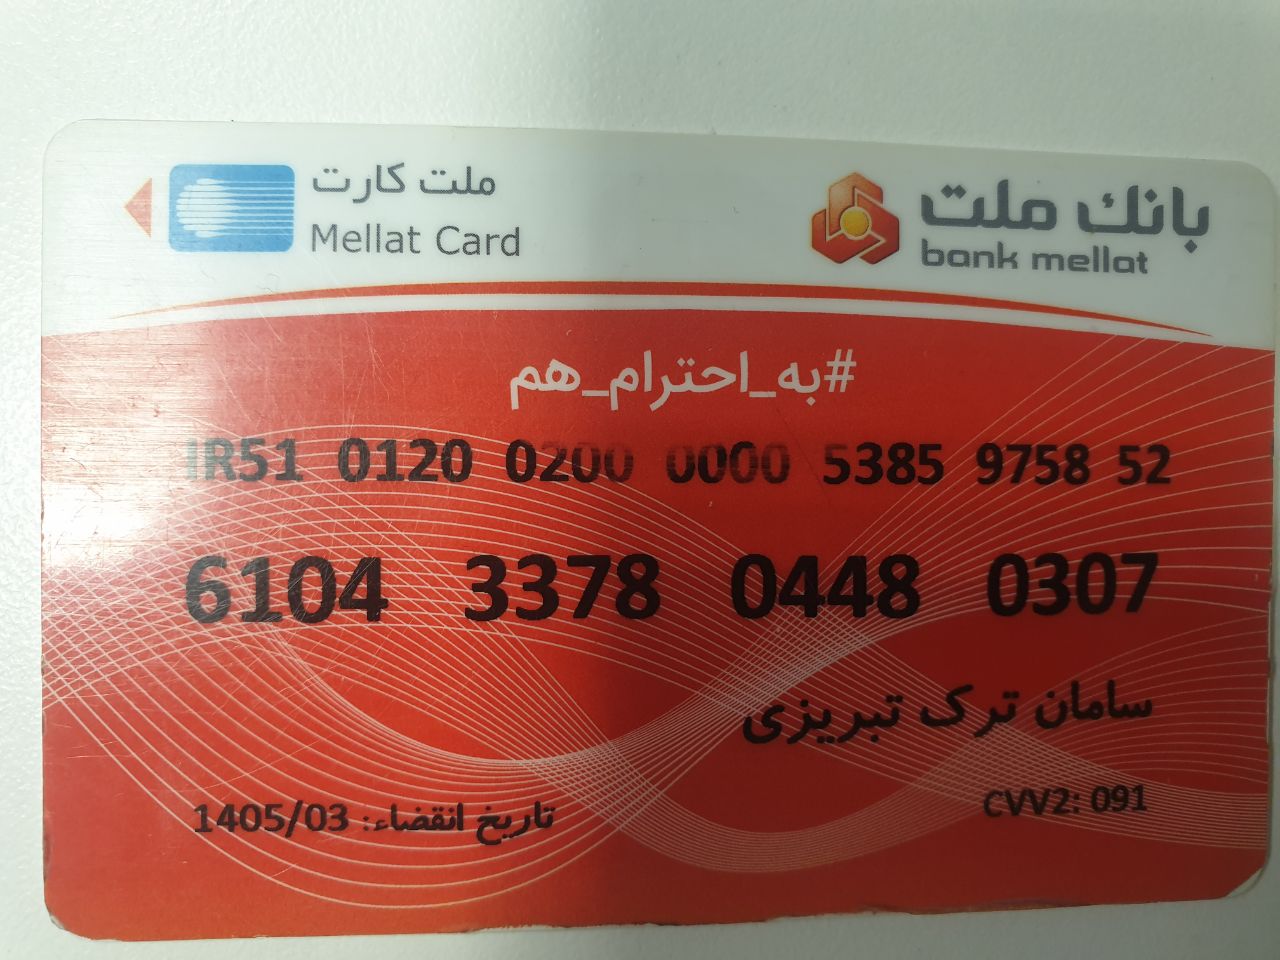 ملت کارت
Mellat Card
بانك ملت
bank mellat
#به_احترام_هم
IR51 0120 0200 0000 5385 9758 52
6104 3378 0448 0307
سامان ترک تبریزی
CVV2: 091
تاریخ انقضاء: 1405/03